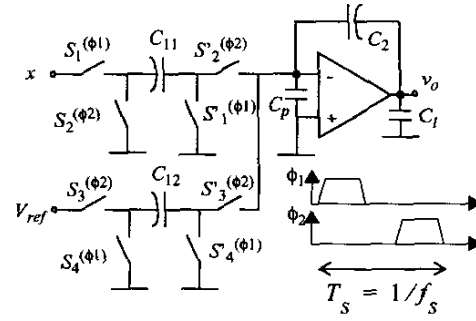 S1(ϕ1)
C11
S'2(ϕ2)
C2
x
S2(ϕ2)
S'1(ϕ1)
Cp
-
+
vo
Cl
S3(ϕ2)
C12
S'3(ϕ2)
Vref
S4(ϕ1)
S'4(ϕ1)
ϕ1
ϕ2
Ts = 1/fs